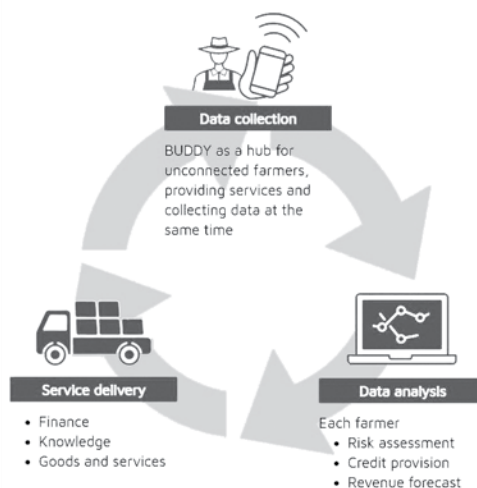 Data collection
BUDDY as a hub for
unconnected farmers,
providing services and
collecting data at the
same time
Service delivery
• Finance
• Knowledge
• Goods and services
Data analysis
Each farmer
• Risk assessment
• Credit provision
• Revenue forecast